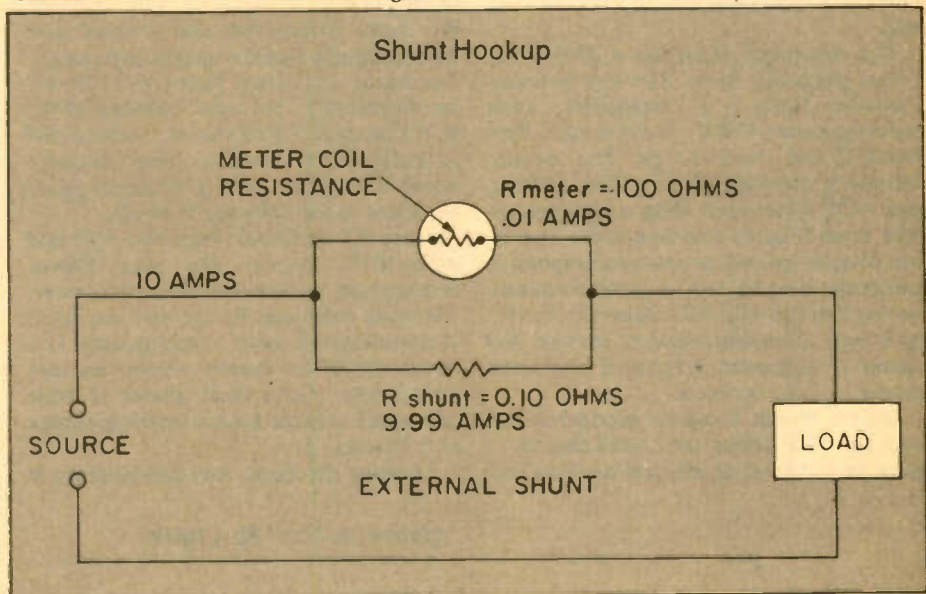 Shunt Hookup
METER COIL
RESISTANCE
R meter = 100 OHMS
.01 AMPS
10 AMPS
R shunt = 0.10 OHMS
9.99 AMPS
SOURCE
LOAD
EXTERNAL SHUNT